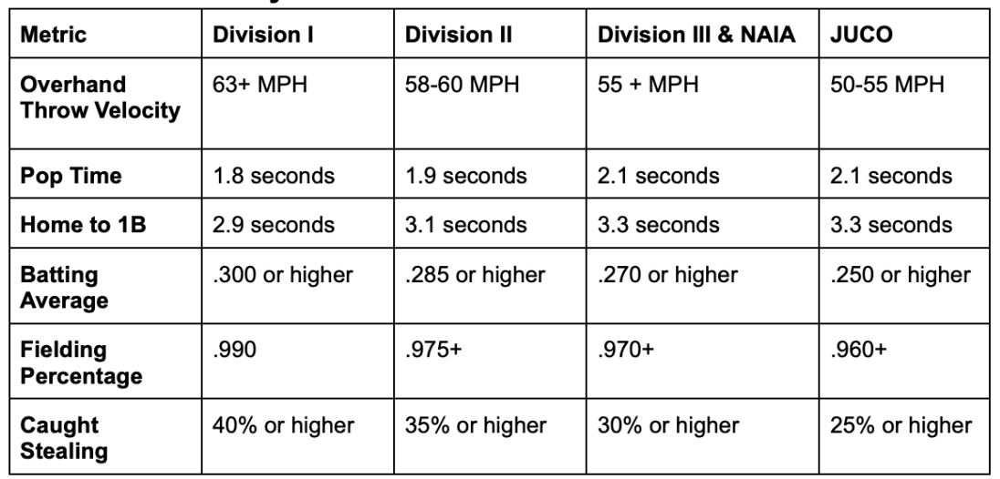 Metric Division I Division II Division III & NAIA JUCO
Overhand 63+ MPH 58-60 MPH 55 + MPH 50-55 MPH
Throw Velocity
Pop Time 1.8 seconds 1.9 seconds 2.1 seconds 2.1 seconds
Home to 1B 2.9 seconds 3.1 seconds 3.3 seconds 3.3 seconds
Batting .300 or higher .285 or higher .270 or higher .250 or higher
Average
Fielding .990 .975+ .970+ .960+
Percentage
Caught 40% or higher 35% or higher 30% or higher 25% or higher
Stealing